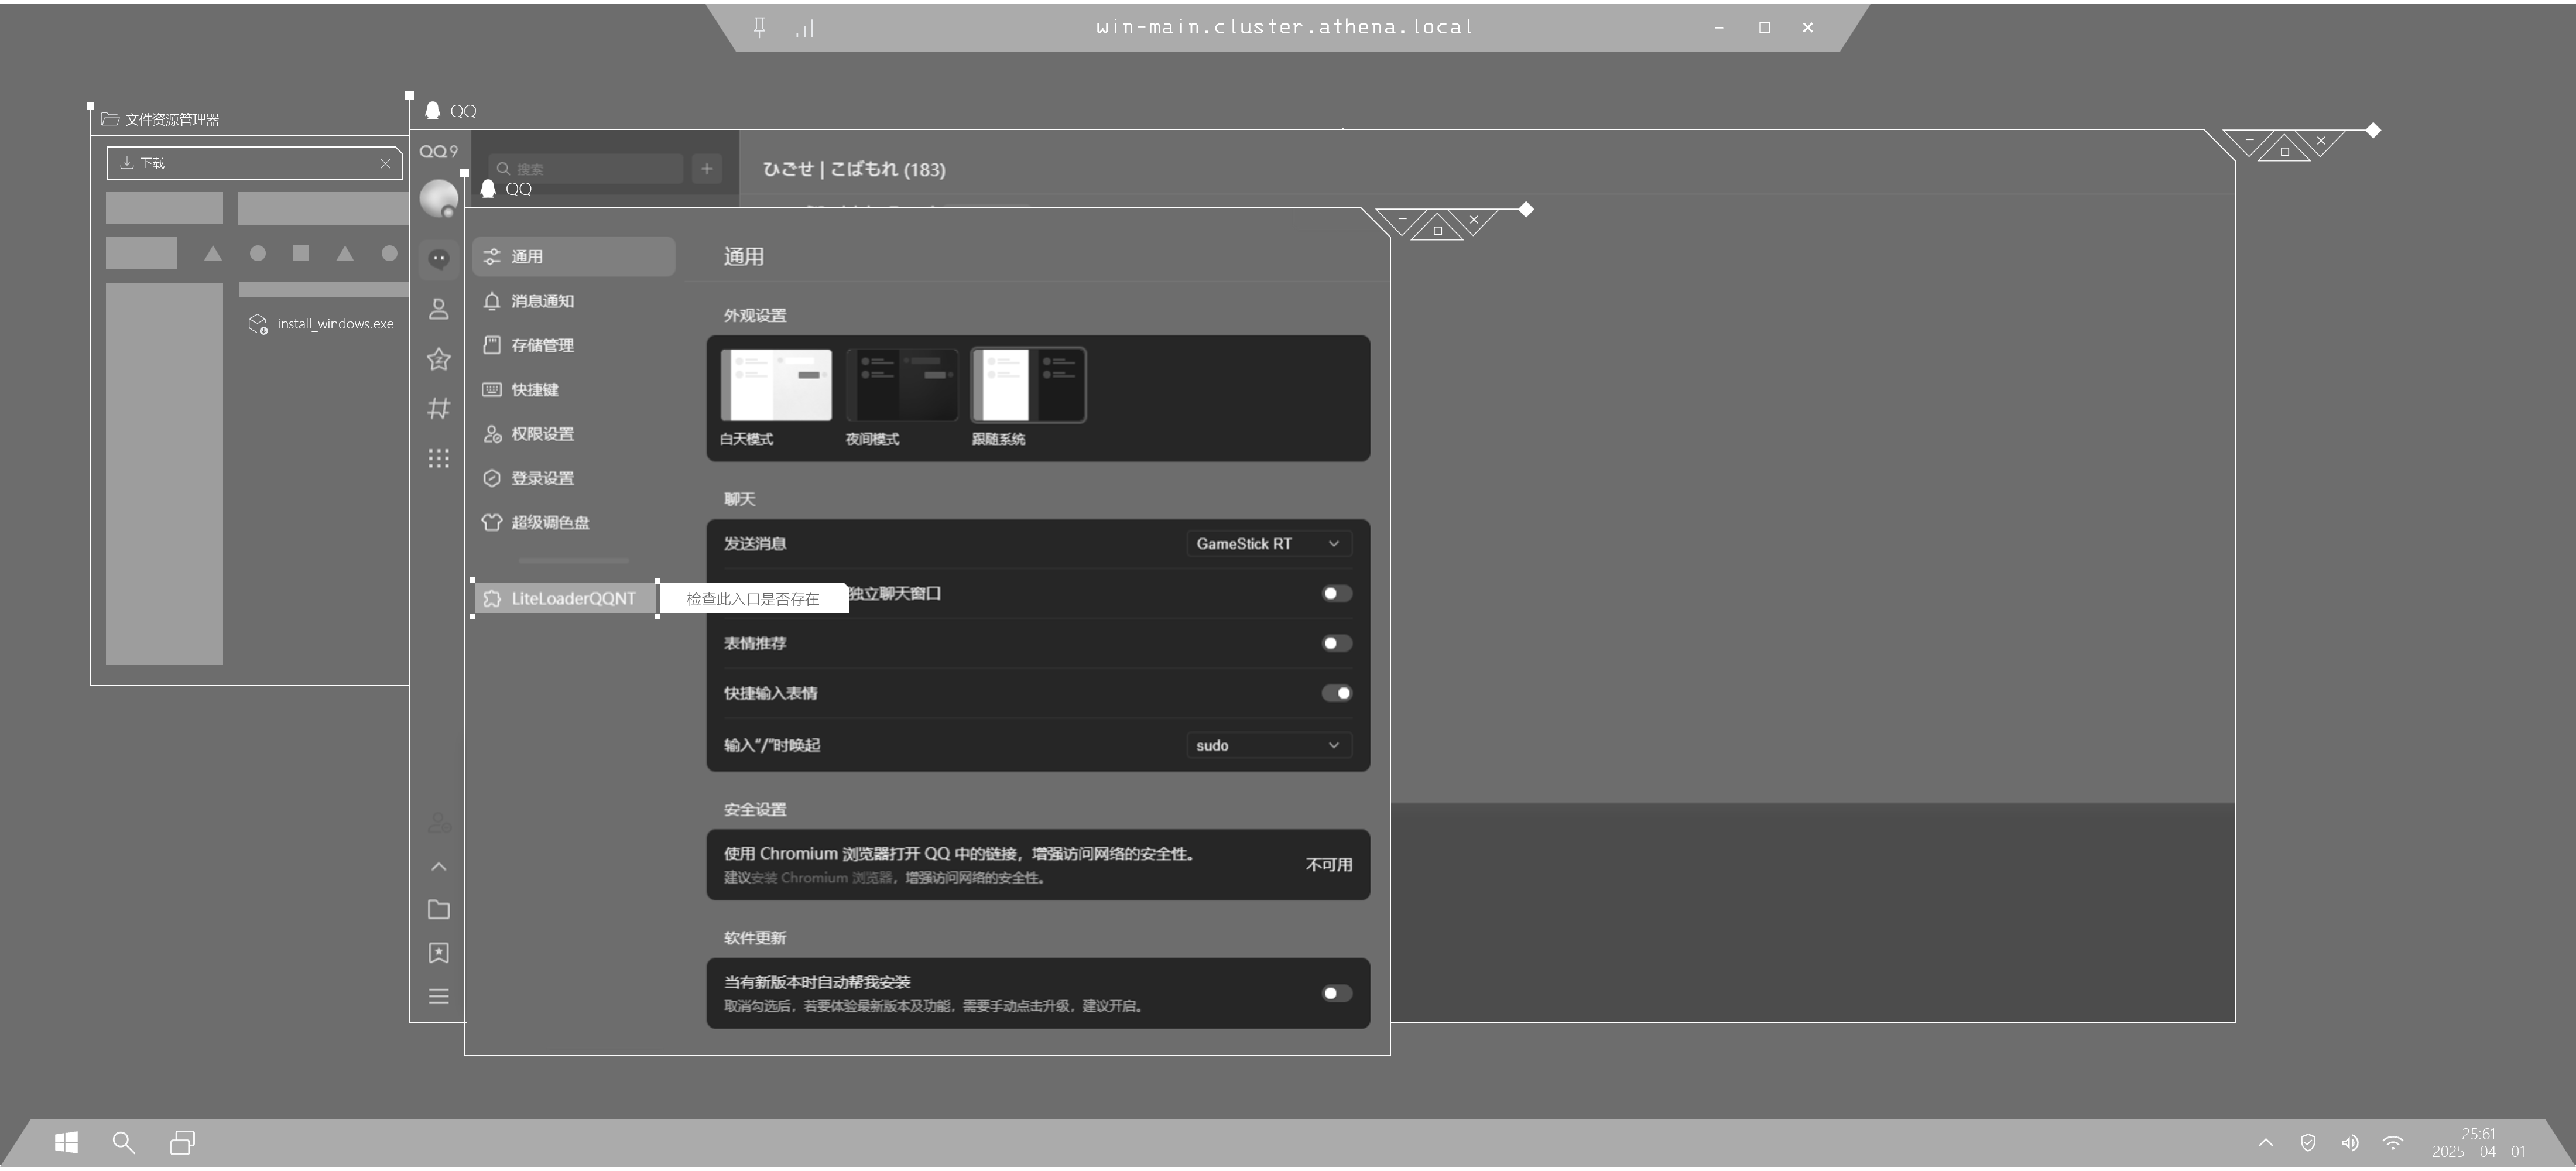 win-main.cluster.athena.local
文件资源管理器
下载
install_windows.exe
QQ
QQ9
搜索
ひごせ | こばもれ (183)
QQ
通用
消息通知
存储管理
快捷键
权限设置
登录设置
超级调色盘
LiteLoaderQQNT
检查此入口是否存在
通用
外观设置
白天模式
夜间模式
跟随系统
聊天
发送消息
GameStick RT
独立聊天窗口
表情推荐
快捷输入表情
输入“/”时唤起
sudo
安全设置
使用 Chromium 浏览器打开 QQ 中的链接，增强访问网络的安全性。
建议安装 Chromium 浏览器，增强访问网络的安全性。
不可用
软件更新
当有新版本时自动帮我安装
取消勾选后，若要体验最新版本及功能，需要手动点击升级，建议开启。
25:61
2025 - 04 - 01